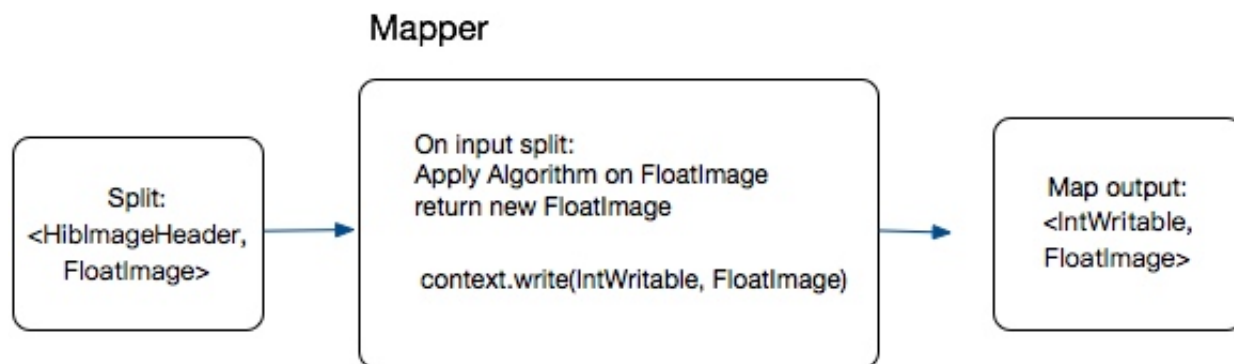 Mapper
Split:
<HibImageHeader,
FloatImage>
On input split:
Apply Algorithm on FloatImage
return new FloatImage
context.write(IntWritable, FloatImage)
Map output:
<IntWritable,
FloatImage>